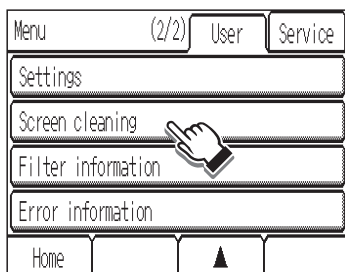 Menu (2/2) User Service
Settings
Screen cleaning
Filter information
Error information
Home ▲